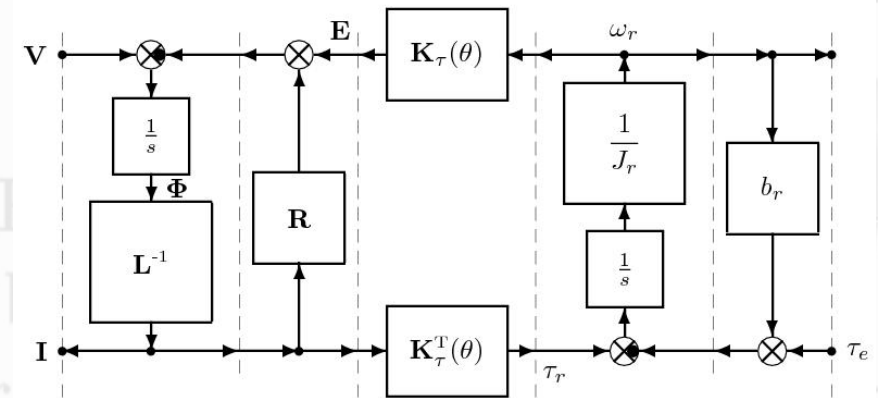 V
E
K_τ(θ)
ω_r
1/s
Φ
L^-1
R
1/J_r
b_r
1/s
I
K_τ^T(θ)
τ_r
τ_e